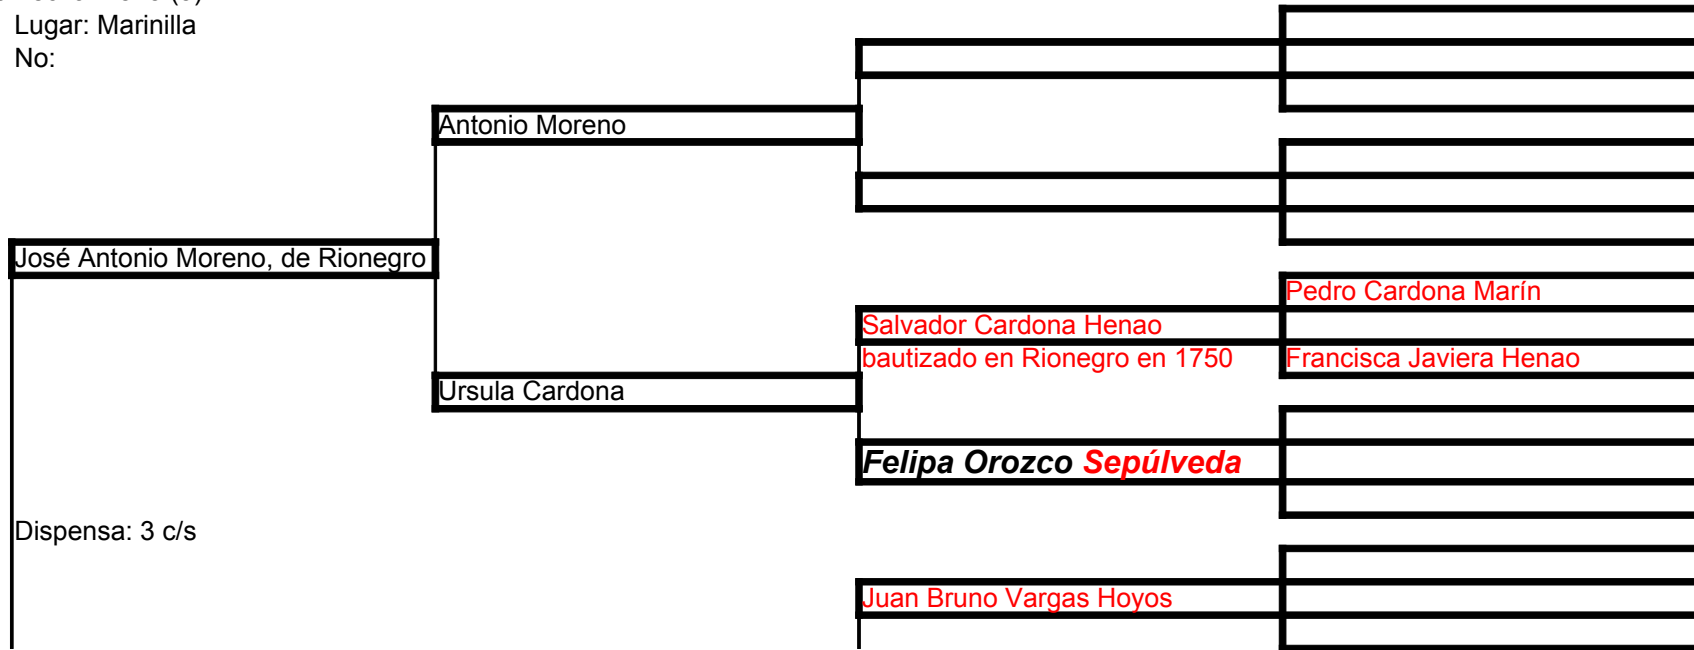 Lugar: Marinilla
No:
Antonio Moreno
José Antonio Moreno, de Rionegro
Pedro Cardona Marín
Salvador Cardona Henao
bautizado en Rionegro en 1750
Francisca Javiera Henao
Ursula Cardona
Felipa Orozco Sepúlveda
Dispensa: 3 c/s
Juan Bruno Vargas Hoyos